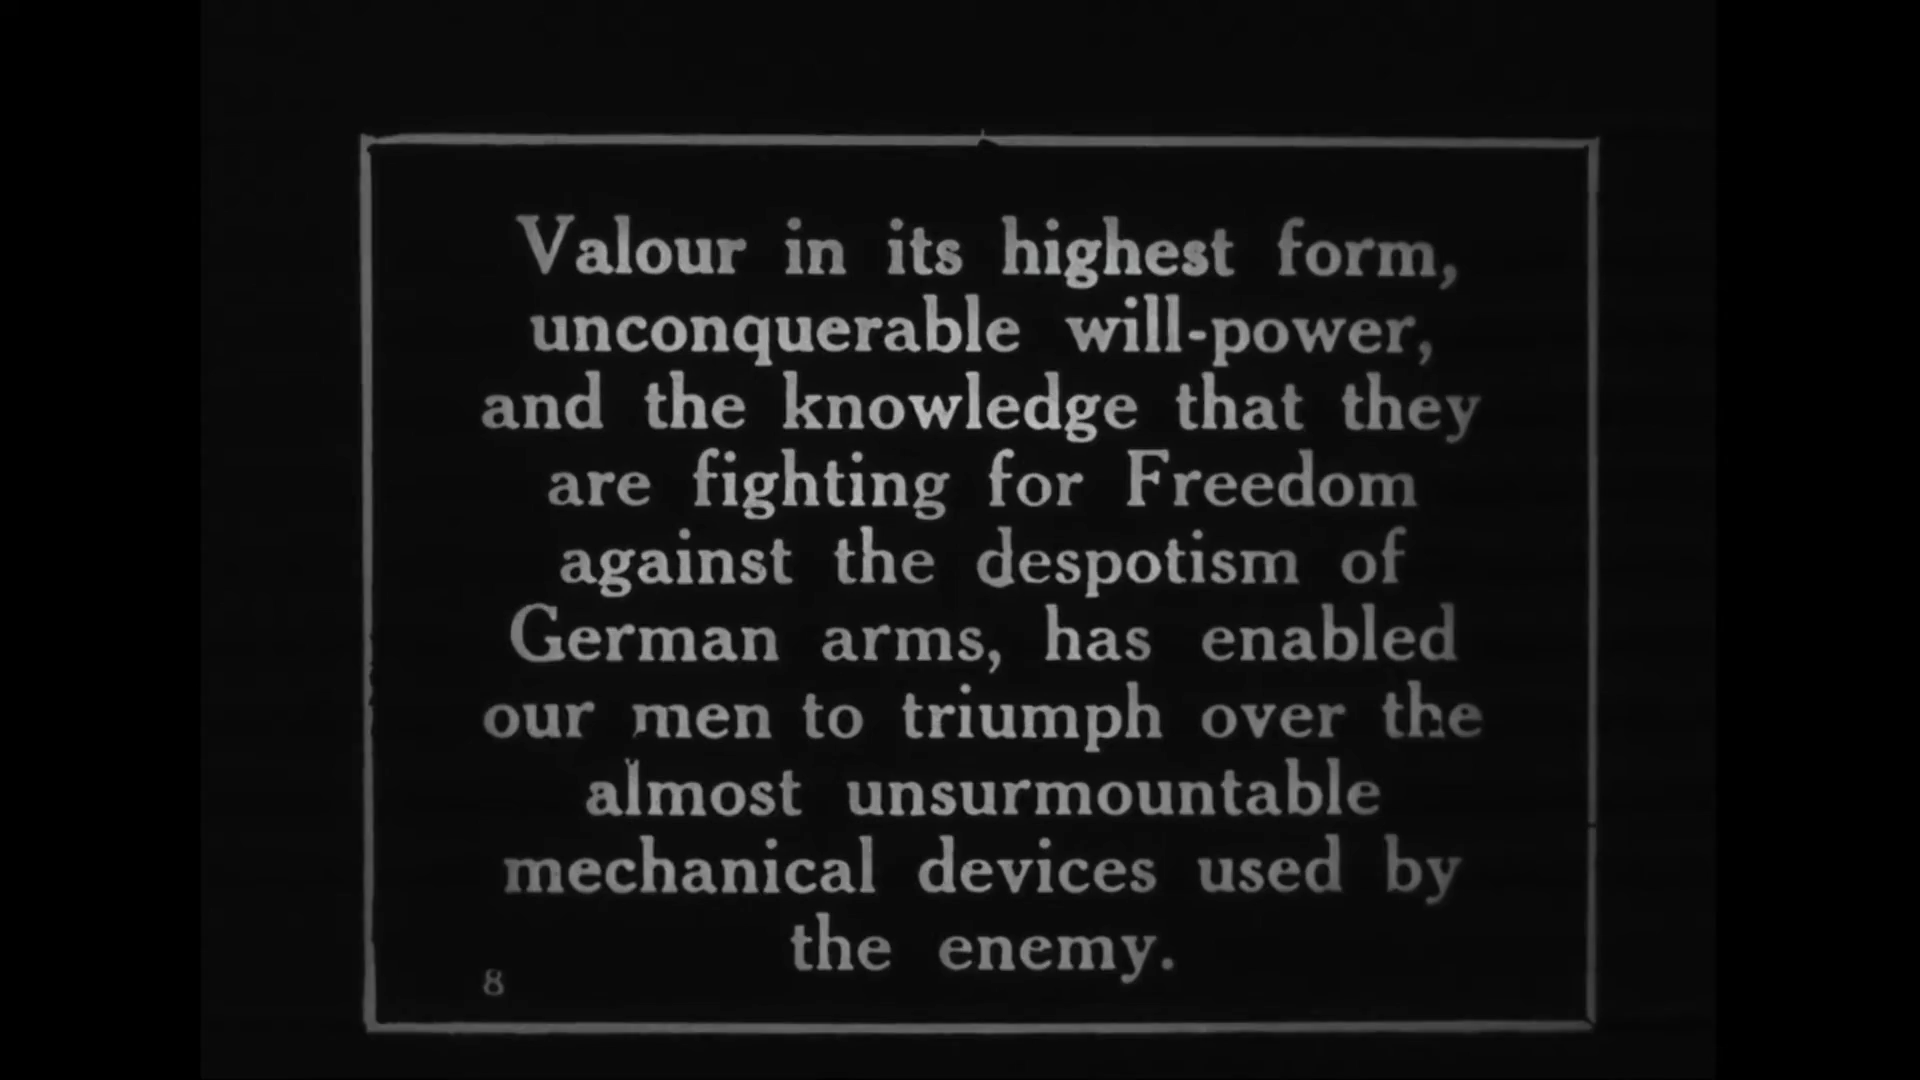 Valour in its highest form,
unconquerable will-power,
and the knowledge that they
are fighting for Freedom
against the despotism of
German arms, has enabled
our men to triumph over the
almost unsurmountable
mechanical devices used by
the enemy.
8